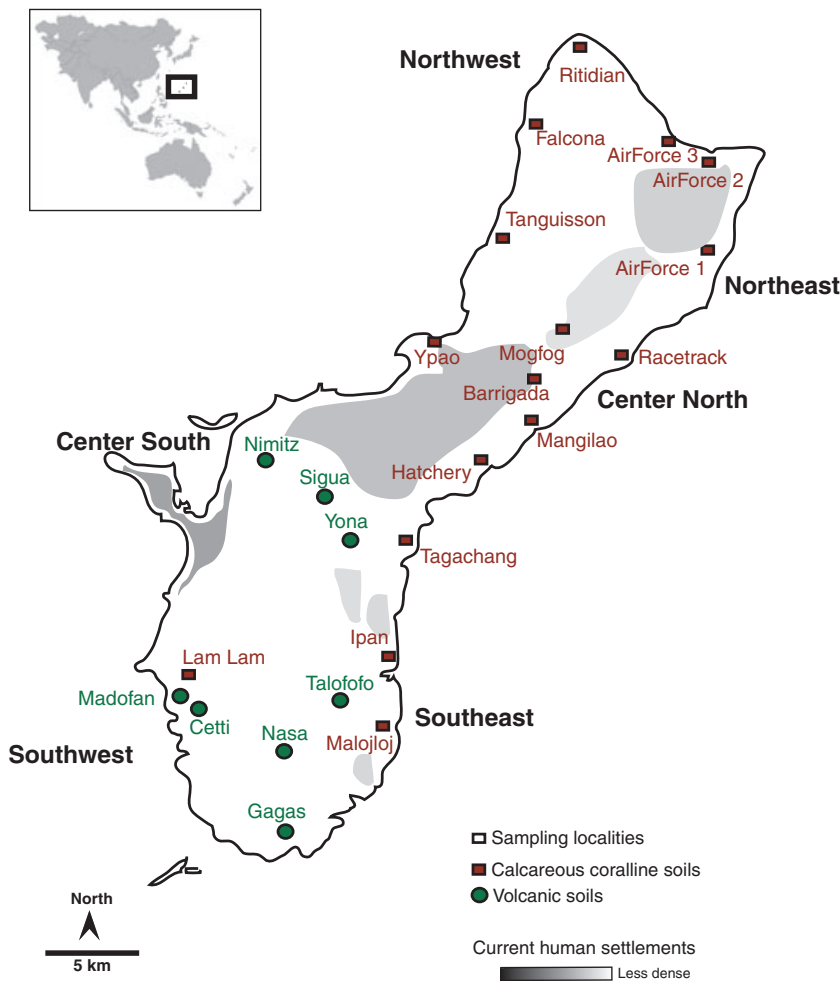 Northwest
Ritidian
Falcona
AirForce 3
AirForce 2
Tanguisson
AirForce 1
Northeast
Ypao
Mogfog
Racetrack
Barrigada
Center North
Mangilao
Center South
Nimitz
Hatchery
Sigua
Yona
Tagachang
Ipan
Lam Lam
Madofan
Talofofo
Cetti
Southeast
Nasa
Malojloj
Southwest
Gagas
Sampling localities
Calcareous coralline soils
Volcanic soils
North
5 km
Current human settlements
Less dense